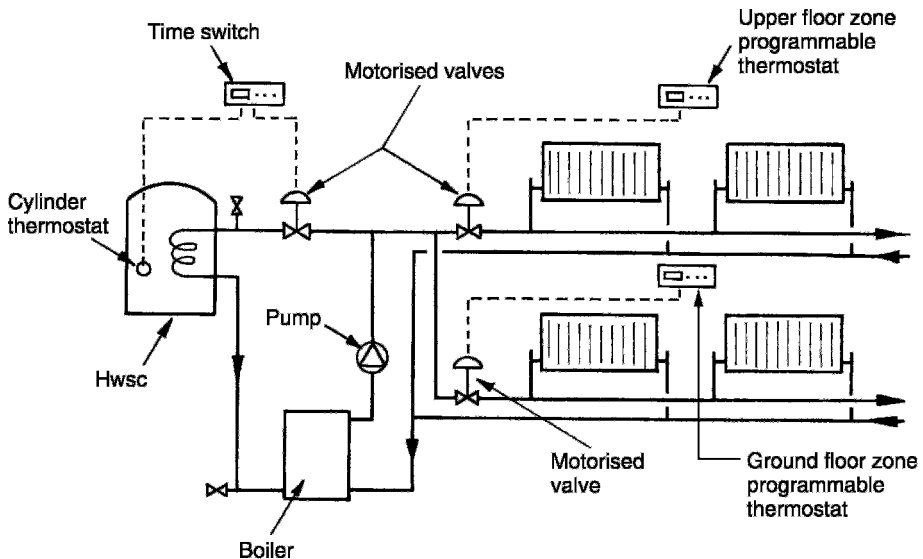 Time switch
Motorised valves
Upper floor zone
programmable
thermostat
Cylinder
thermostat
Pump
Hwsc
Motorised
valve
Ground floor zone
programmable
thermostat
Boiler